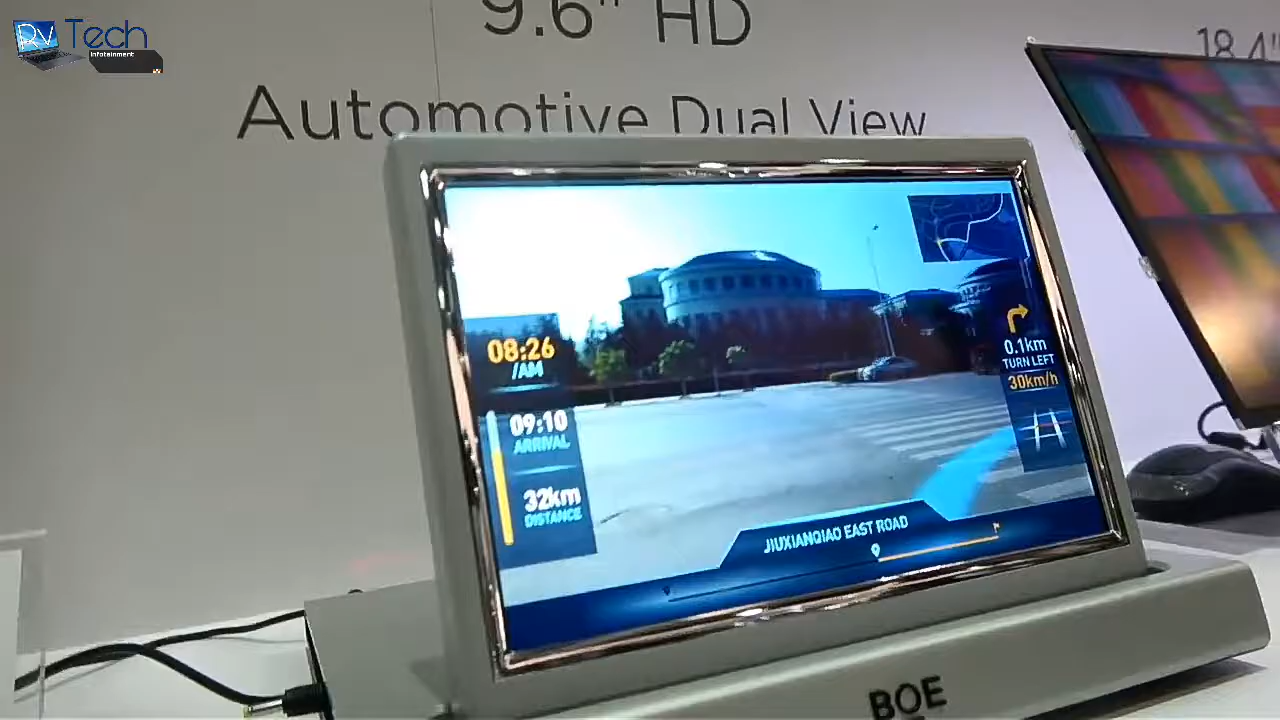 RV Tech
Infotainment
9.6" HD
Automotive Dual View
18.4"
08:26
/AM
09:10
ARRIVAL
32km
DISTANCE
0.1km
TURN LEFT
30km/h
JIUXIANQIAO EAST ROAD
BOE